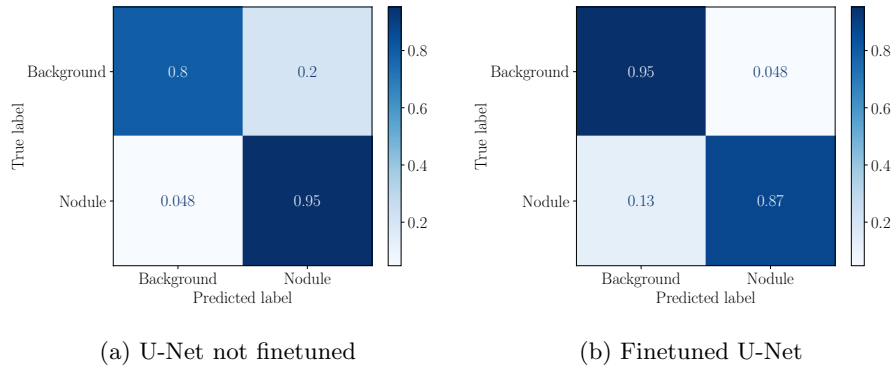 Background
Nodule
True label
0.8
0.2
0.048
0.95
Background
Nodule
Predicted label
0.8
0.6
0.4
0.2
(a) U-Net not finetuned
Background
Nodule
True label
0.95
0.048
0.13
0.87
Background
Nodule
Predicted label
0.8
0.6
0.4
0.2
(b) Finetuned U-Net